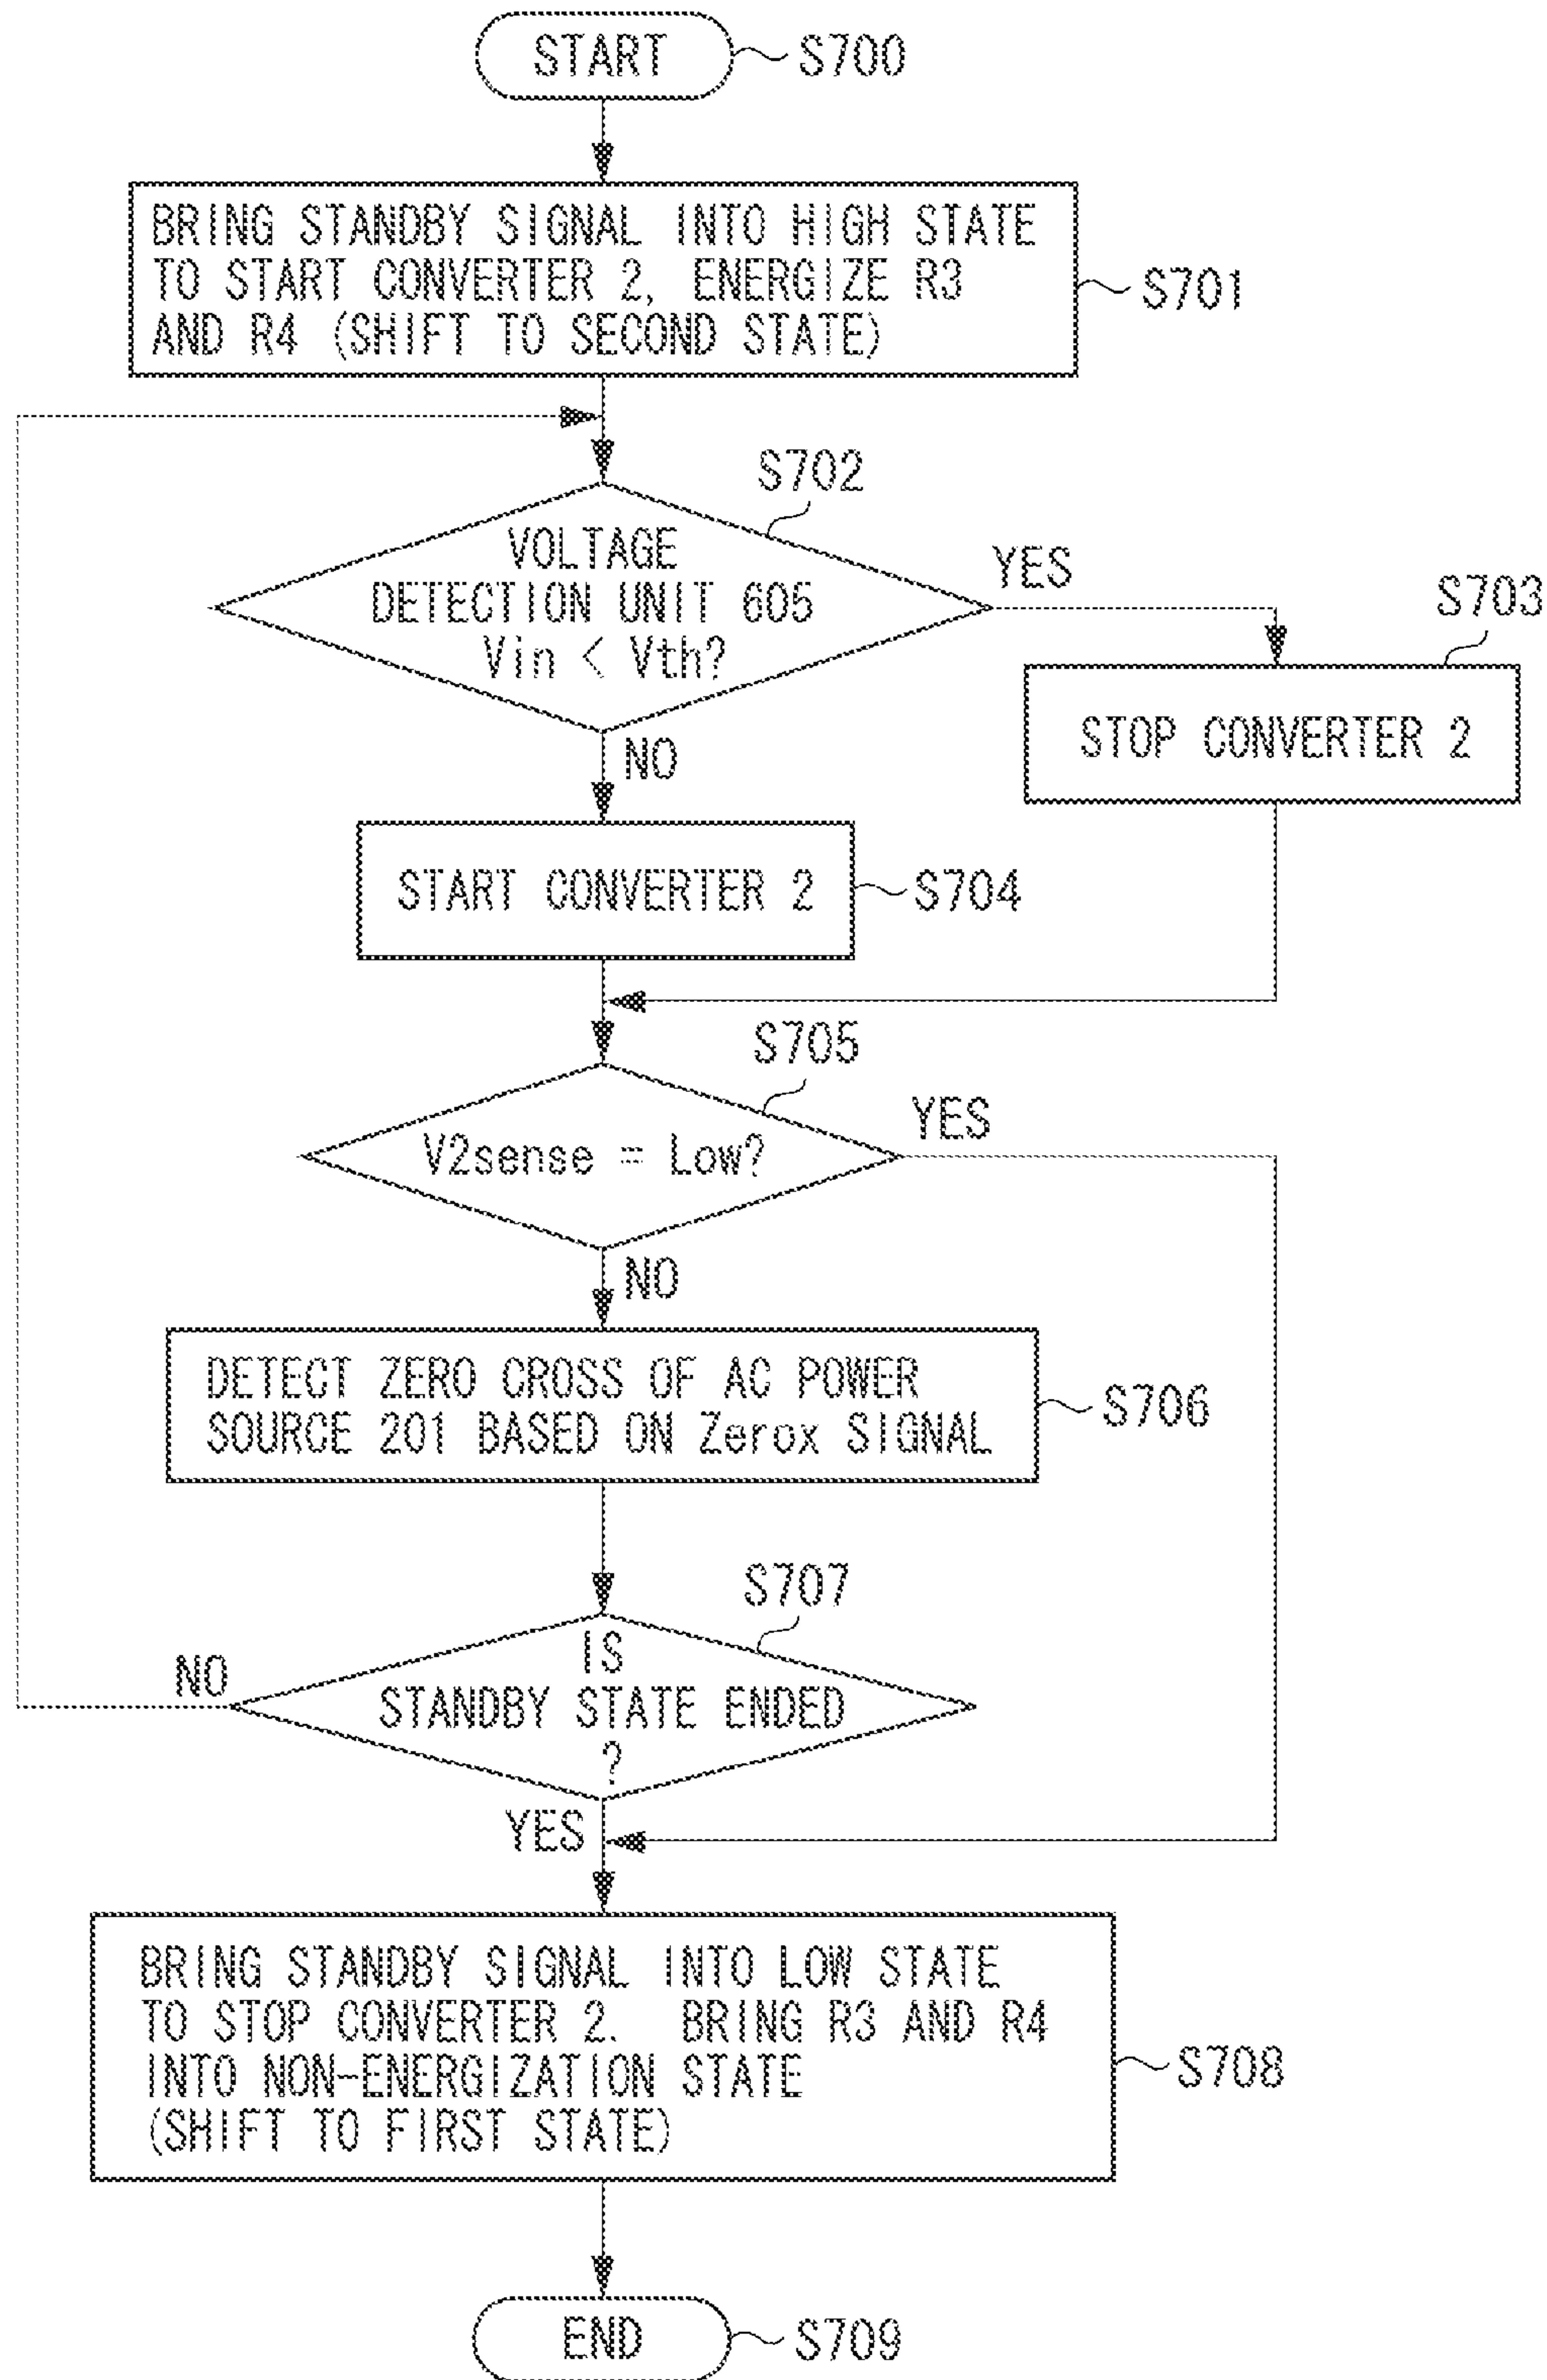 START
S700
BRING STANDBY SIGNAL INTO HIGH STATE
TO START CONVERTER 2, ENERGIZE R3
AND R4 (SHIFT TO SECOND STATE)
S701
S702
VOLTAGE
DETECTION UNIT 605
Vin < Vth?
YES
S703
STOP CONVERTER 2
NO
START CONVERTER 2
S704
S705
V2sense = Low?
YES
NO
DETECT ZERO CROSS OF AC POWER
SOURCE 201 BASED ON Zerox SIGNAL
S706
S707
IS
STANDBY STATE ENDED
?
NO
YES
BRING STANDBY SIGNAL INTO LOW STATE
TO STOP CONVERTER 2. BRING R3 AND R4
INTO NON-ENERGIZATION STATE
(SHIFT TO FIRST STATE)
S708
END
S709